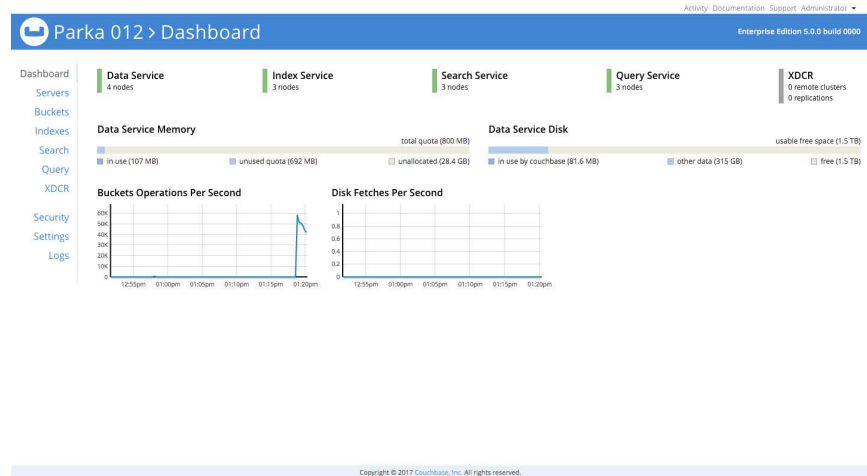 Activity Documentation Support Administrator
Parka 012 > Dashboard
Enterprise Edition 5.0.0 build 0000
Dashboard
Servers
Buckets
Indexes
Search
Query
XDCR
Security
Settings
Logs
Data Service
4 nodes
Index Service
3 nodes
Search Service
3 nodes
Query Service
3 nodes
XDCR
0 remote clusters
0 replications
Data Service Memory
total quota (800 MB)
in use (107 MB) unused quota (692 MB) unallocated (28.4 GB)
Data Service Disk
usable free space (1.5 TB)
in use by couchbase (81.6 MB) other data (315 GB) free (1.5 TB)
Buckets Operations Per Second
60K
50K
40K
30K
20K
10K
0
12:55pm 01:00pm 01:05pm 01:10pm 01:15pm 01:20pm
Disk Fetches Per Second
1
0.8
0.6
0.4
0.2
0
12:55pm 01:00pm 01:05pm 01:10pm 01:15pm 01:20pm
Copyright © 2017 Couchbase, Inc. All rights reserved.